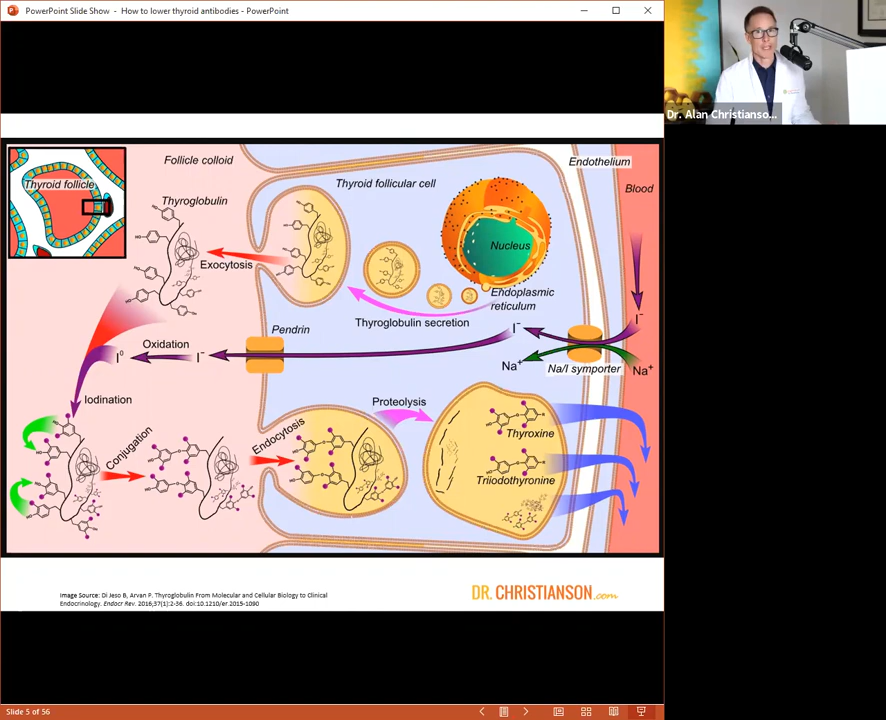 PowerPoint Slide Show - How to lower thyroid antibodies - PowerPoint
Dr. Alan Christianso...
Follicle colloid
Endothelium
Thyroid follicle
Thyroid follicular cell
Blood
Thyroglobulin
Nucleus
Exocytosis
Endoplasmic
reticulum
Thyroglobulin secretion
I⁻
I⁻
Pendrin
Oxidation
I⁰
I⁻
Na⁺
Na/I symporter
Na⁺
Iodination
Proteolysis
Conjugation
Endocytosis
Thyroxine
Triiodothyronine
Image Source: Di Jeso B, Arvan P. Thyroglobulin From Molecular and Cellular Biology to Clinical
Endocrinology. Endocr Rev. 2016;37(1):2-36. doi:10.1210/er.2015-1090
DR. CHRISTIANSON.com
Slide 5 of 56